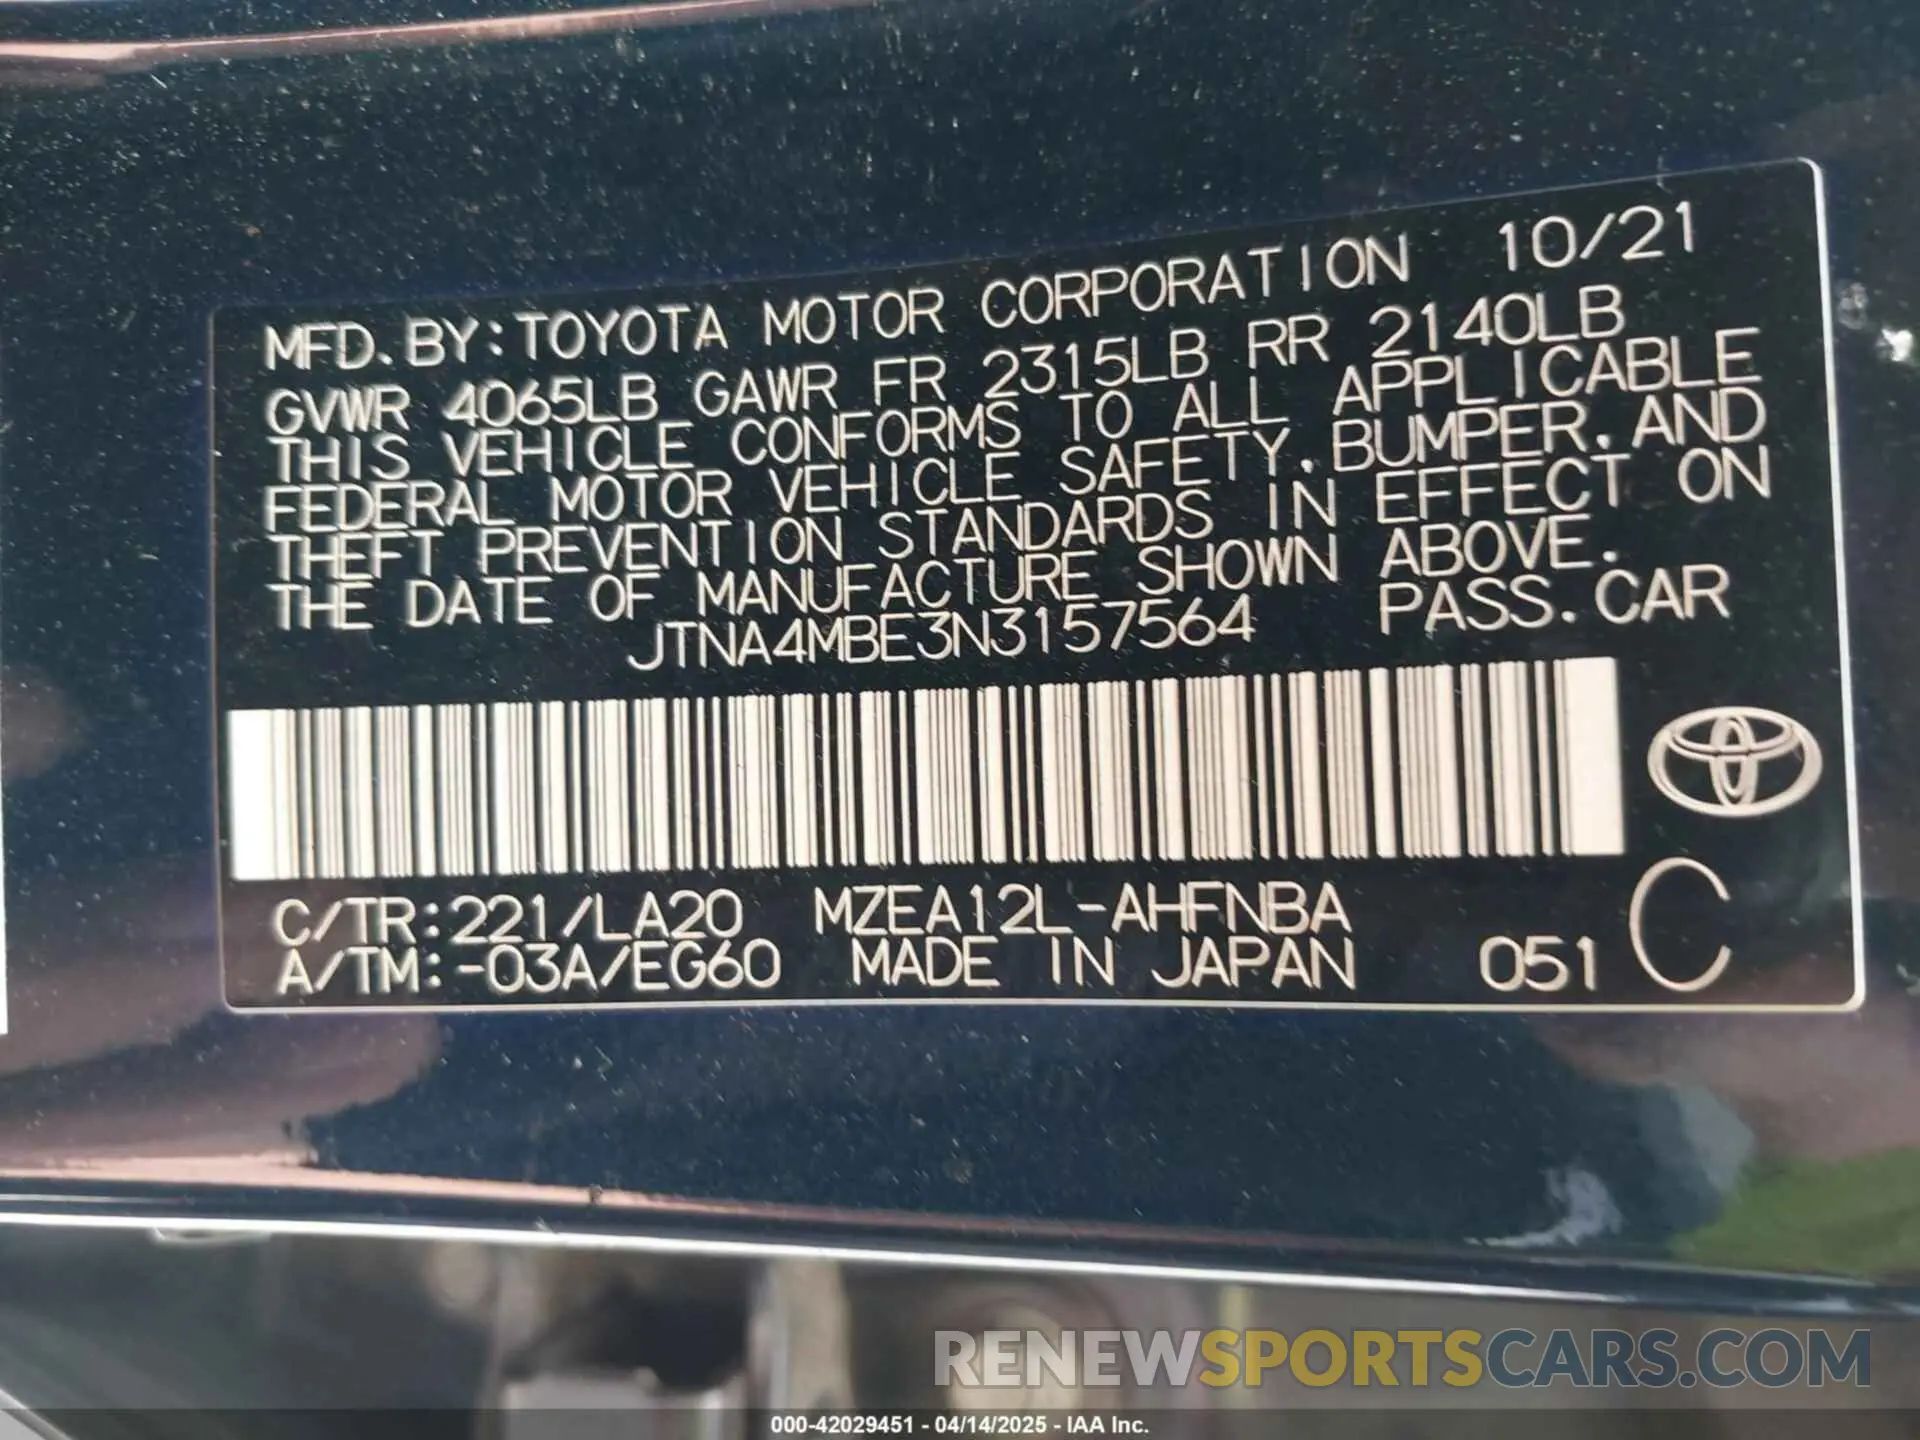 MFD. BY: TOYOTA MOTOR CORPORATION 10/21
GVWR 4065LB GAWR FR 2315LB RR 2140LB
THIS VEHICLE CONFORMS TO ALL APPLICABLE
FEDERAL MOTOR VEHICLE SAFETY, BUMPER, AND
THEFT PREVENTION STANDARDS IN EFFECT ON
THE DATE OF MANUFACTURE SHOWN ABOVE.
JTNA4MBE3N3157564 PASS. CAR
C/TR:221/LA20 MZEA12L-AHFNBA
A/TM:-03A/EG60 MADE IN JAPAN 051 C
RENEWSPORTSCARS.COM
000-42029451 - 04/14/2025 - IAA Inc.